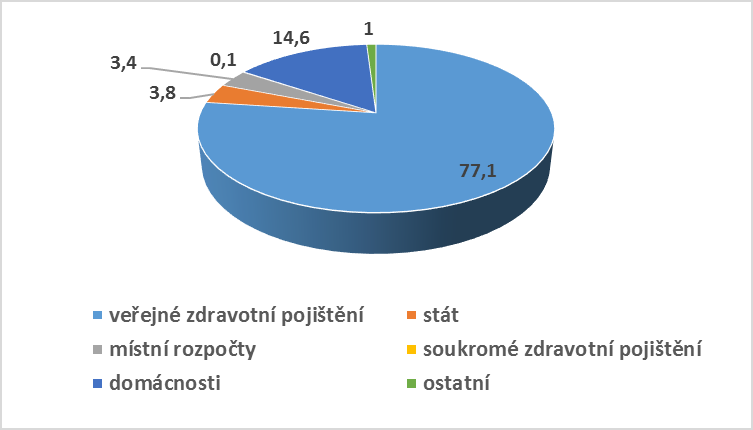 1
14,6
0,1
3,4
3,8
77,1
veřejné zdravotní pojištění
stát
místní rozpočty
soukromé zdravotní pojištění
domácnosti
ostatní